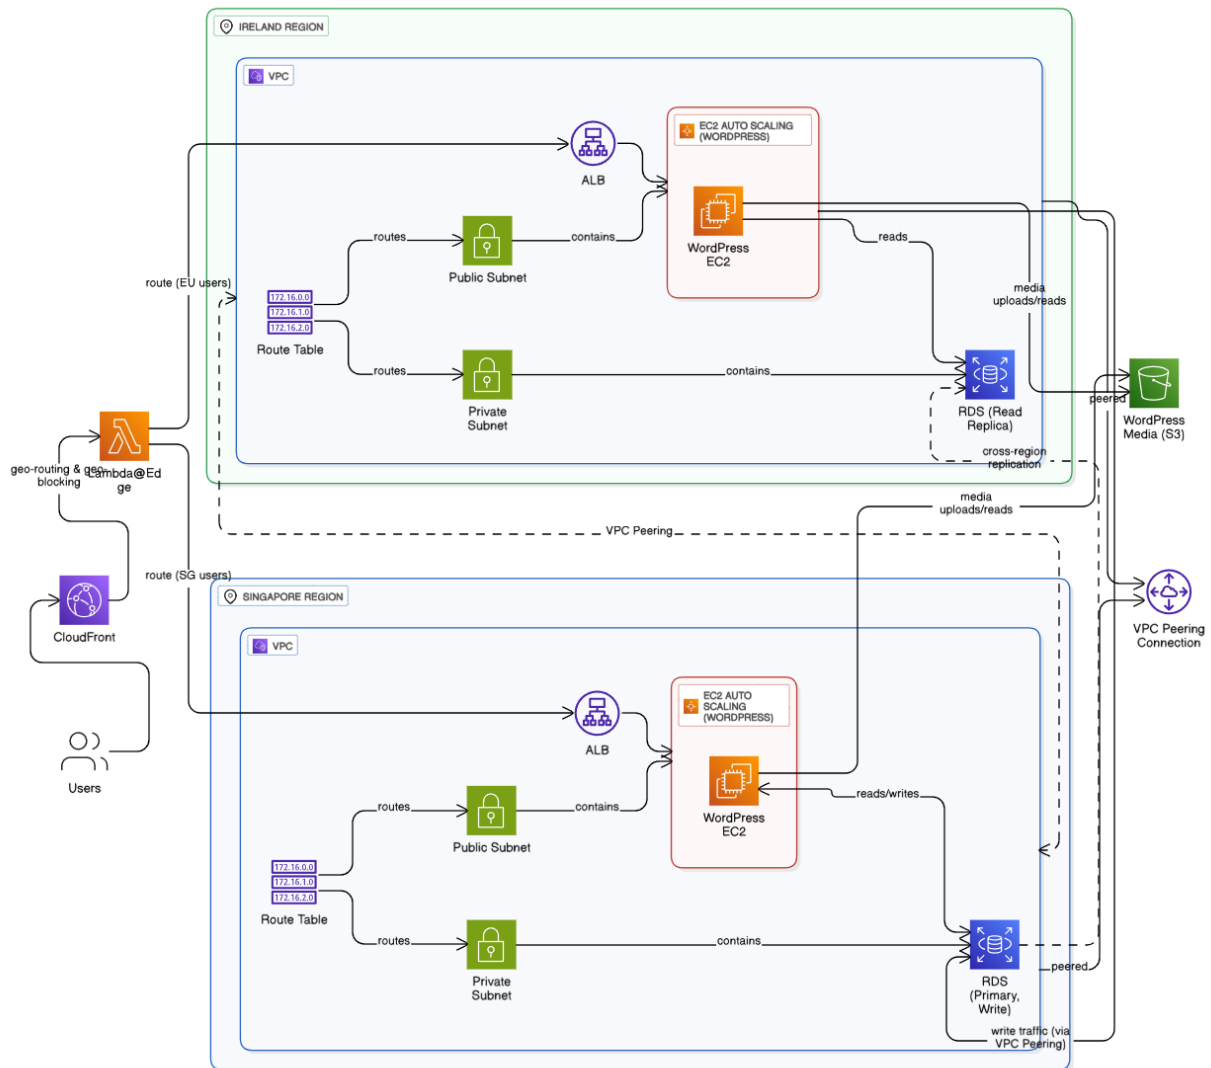 IRELAND REGION
VPC
EC2 AUTO SCALING
(WORDPRESS)
ALB
WordPress
EC2
routes
contains
Public Subnet
reads
route (EU users)
172.16.0.0
172.16.1.0
172.16.2.0
Route Table
media
uploads/reads
routes
contains
Private
Subnet
RDS (Read
Replica)
peered
WordPress
Media (S3)
geo-routing & geo-
blocking
Lambda@Ed
ge
cross-region
replication
media
uploads/reads
VPC Peering
route (SG users)
SINGAPORE REGION
CloudFront
VPC Peering
Connection
VPC
EC2 AUTO
SCALING
(WORDPRESS)
ALB
Users
WordPress
EC2
reads/writes
routes
contains
Public Subnet
172.16.0.0
172.16.1.0
172.16.2.0
Route Table
routes
contains
Private
Subnet
RDS
(Primary,
Write)
peered
write traffic (via
VPC Peering)